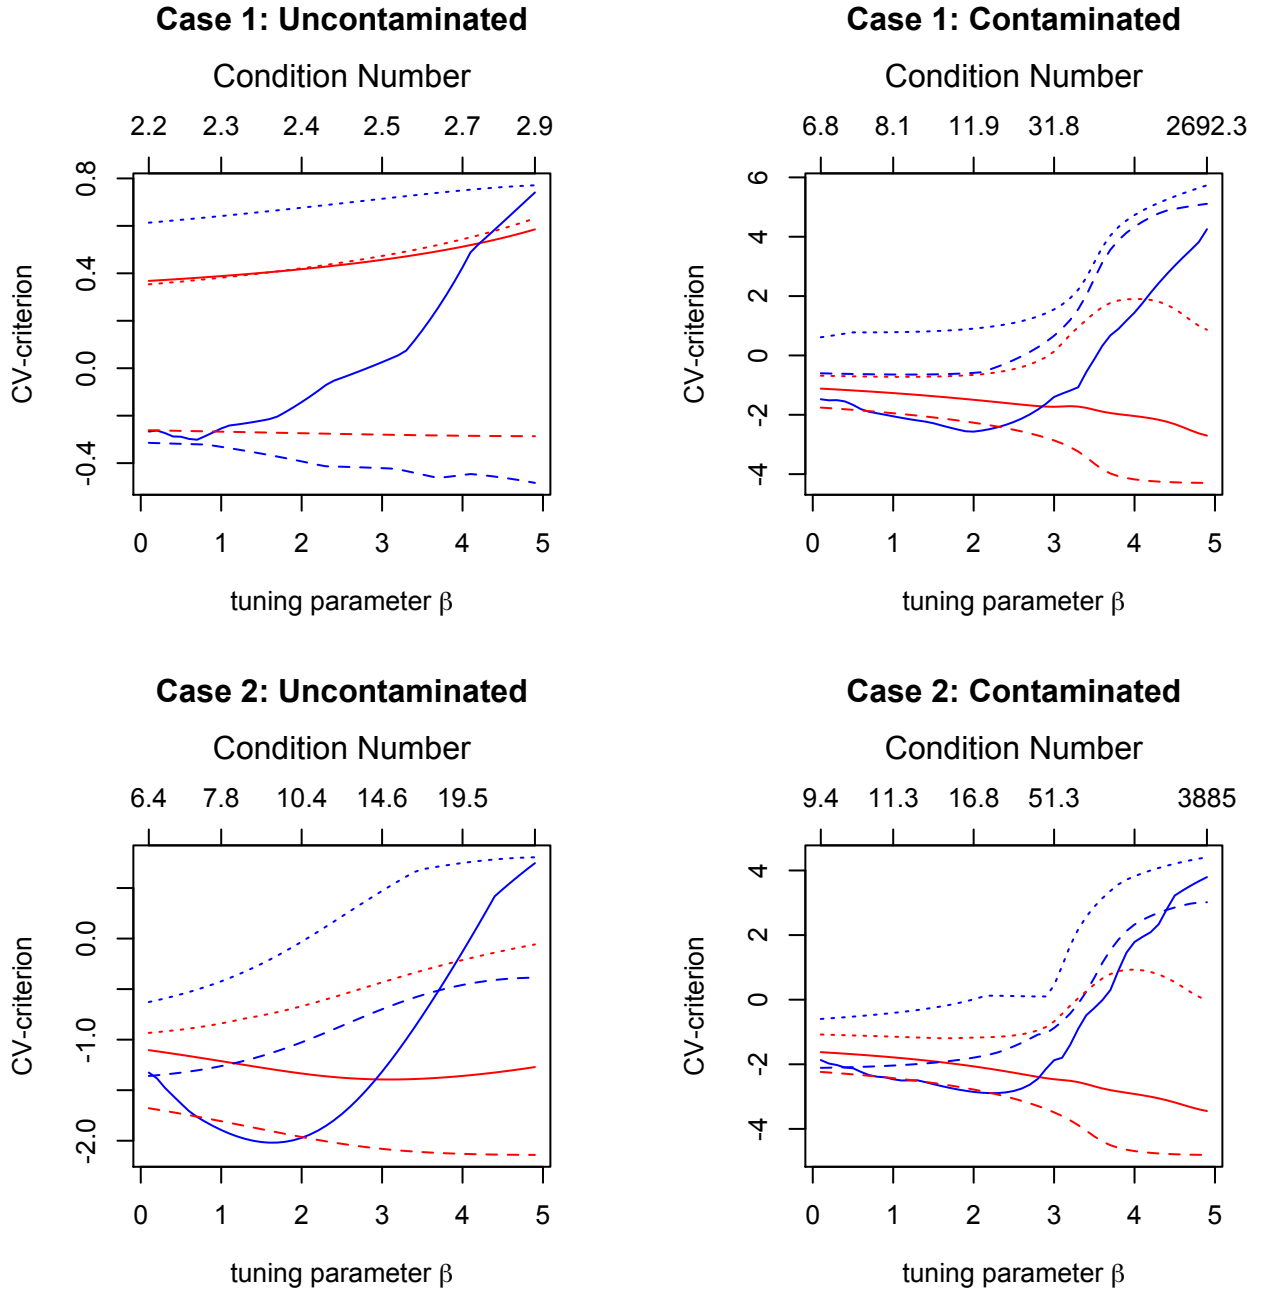 Case 1: Uncontaminated
Condition Number
2.2 2.3 2.4 2.5 2.7 2.9
CV-criterion
0.8
0.4
0.0
-0.4
0 1 2 3 4 5
tuning parameter β
Case 1: Contaminated
Condition Number
6.8 8.1 11.9 31.8 2692.3
CV-criterion
6
4
2
0
-2
-4
0 1 2 3 4 5
tuning parameter β
Case 2: Uncontaminated
Condition Number
6.4 7.8 10.4 14.6 19.5
CV-criterion
0.0
-1.0
-2.0
0 1 2 3 4 5
tuning parameter β
Case 2: Contaminated
Condition Number
9.4 11.3 16.8 51.3 3885
CV-criterion
4
2
0
-2
-4
0 1 2 3 4 5
tuning parameter β